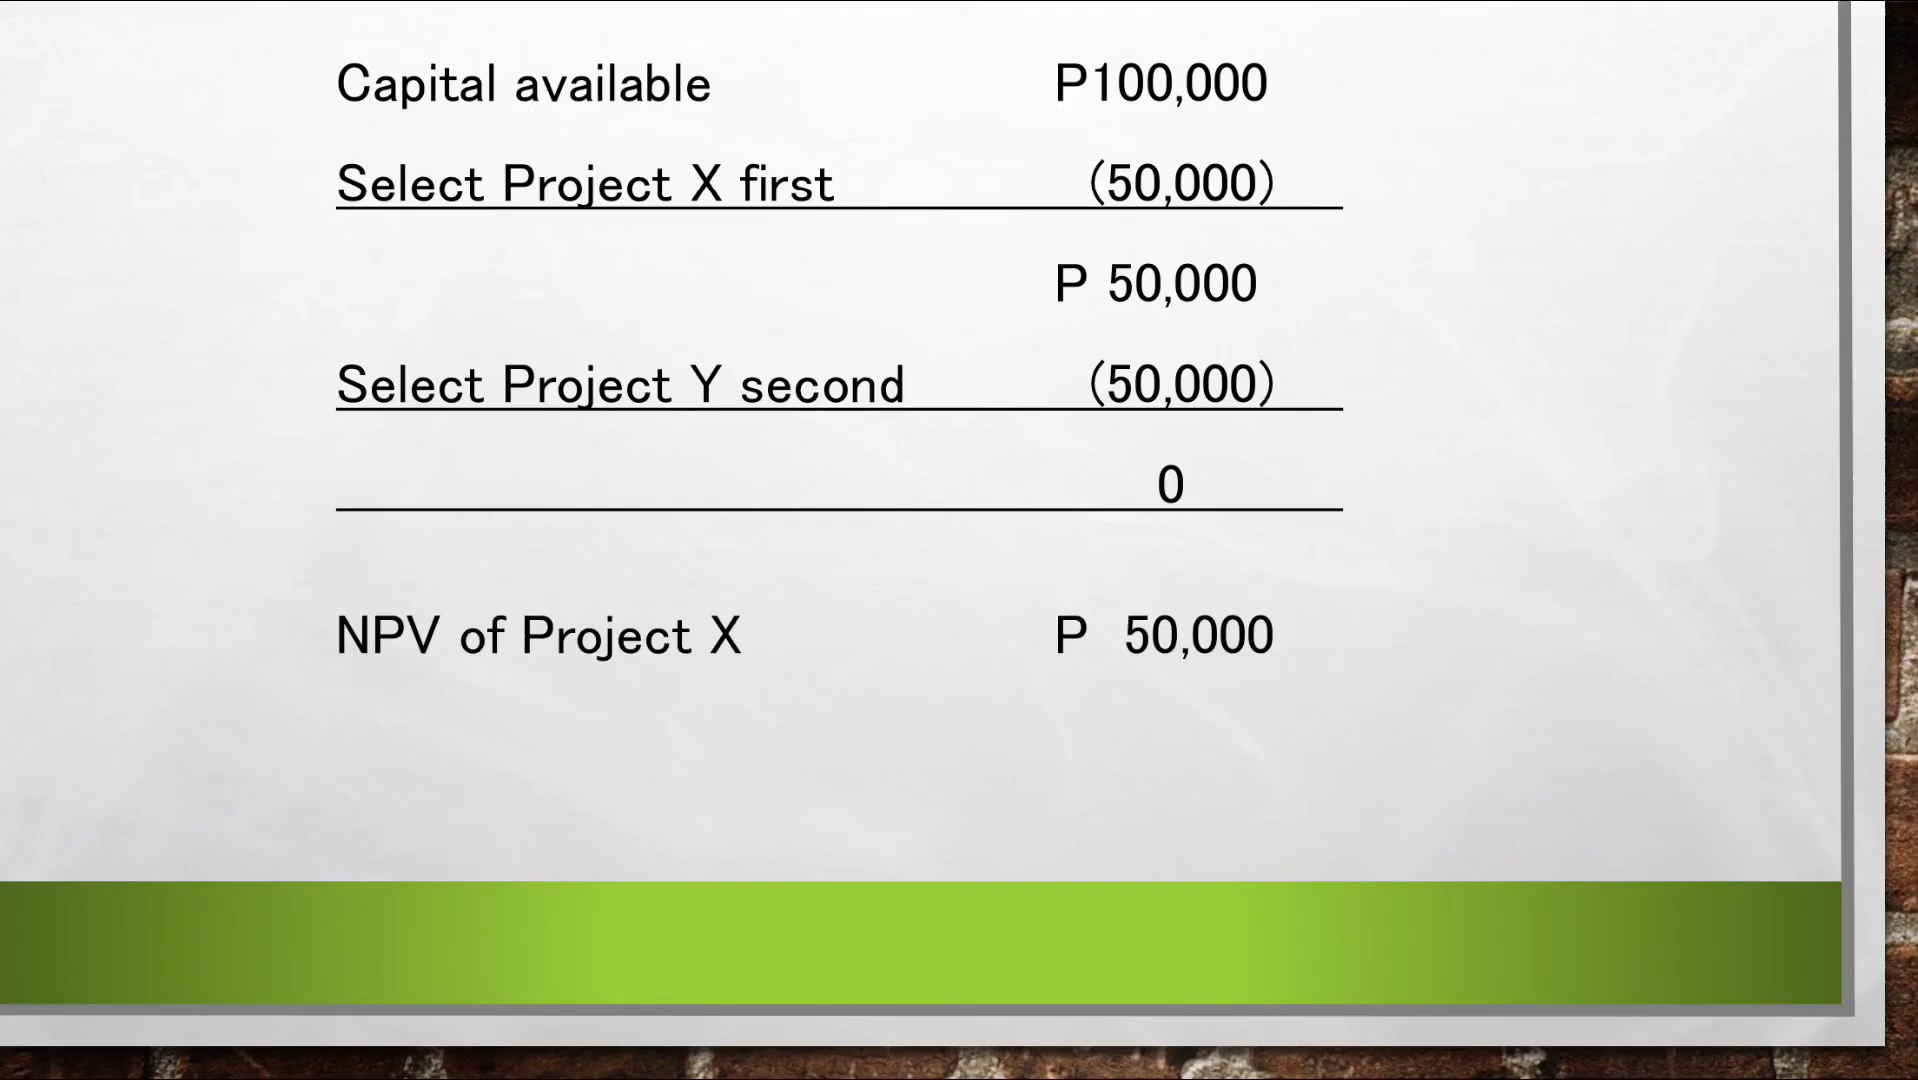 Capital available P100,000
Select Project X first (50,000)
P 50,000
Select Project Y second (50,000)
0
NPV of Project X P 50,000